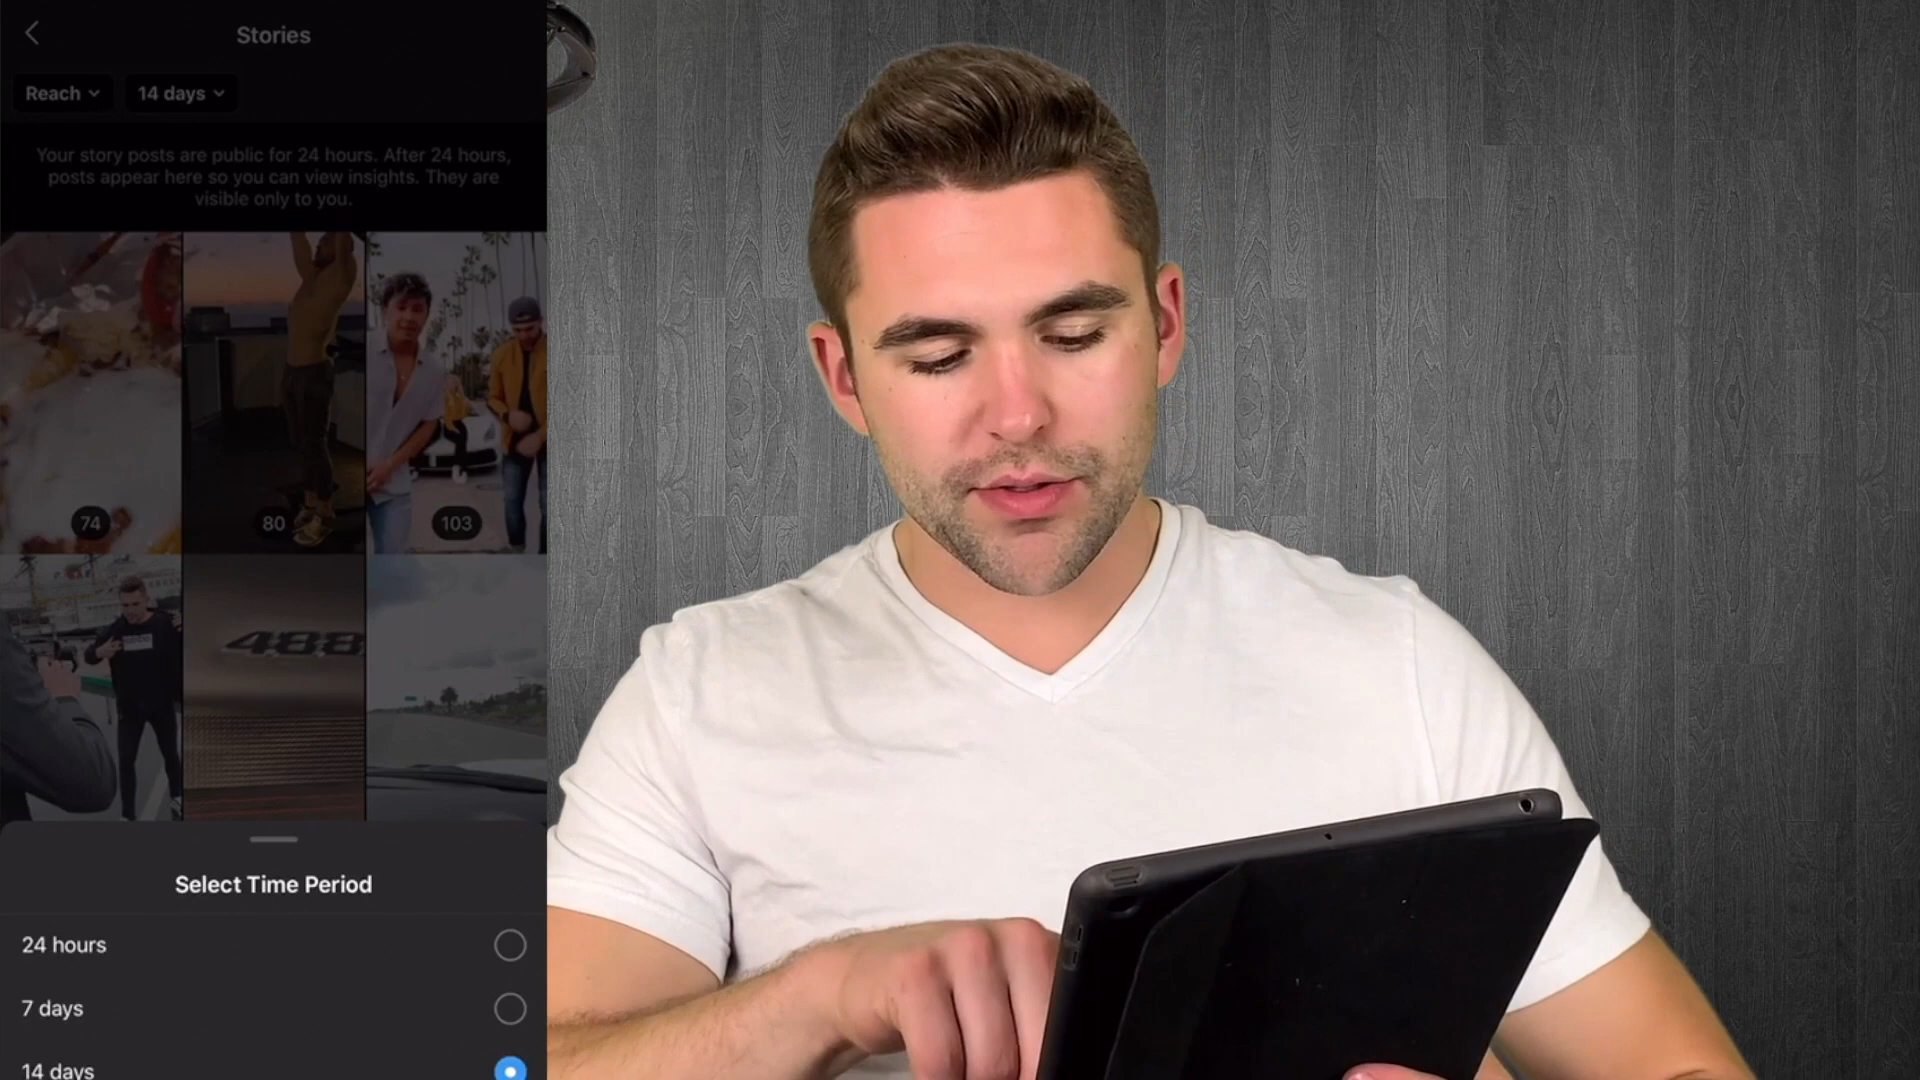 Stories
Reach
14 days
Your story posts are public for 24 hours. After 24 hours,
posts appear here so you can view insights. They are
visible only to you.
74
80
103
488
Select Time Period
24 hours
7 days
14 days